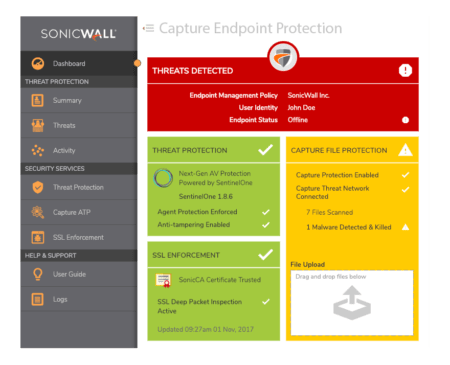 SONICWALL
Capture Endpoint Protection
Dashboard
THREAT PROTECTION
Summary
Threats
Activity
SECURITY SERVICES
Threat Protection
Capture ATP
SSL Enforcement
HELP & SUPPORT
User Guide
Logs
THREATS DETECTED
Endpoint Management Policy SonicWall Inc.
User Identity John Doe
Endpoint Status Offline
THREAT PROTECTION
Next-Gen AV Protection
Powered by SentinelOne
SentinelOne 1.8.6
Agent Protection Enforced
Anti-tampering Enabled
SSL ENFORCEMENT
SonicCA Certificate Trusted
SSL Deep Packet Inspection
Active
Updated 09:27am 01 Nov, 2017
CAPTURE FILE PROTECTION
Capture Protection Enabled
Capture Threat Network
Connected
7 Files Scanned
1 Malware Detected & Killed
File Upload
Drag and drop files below